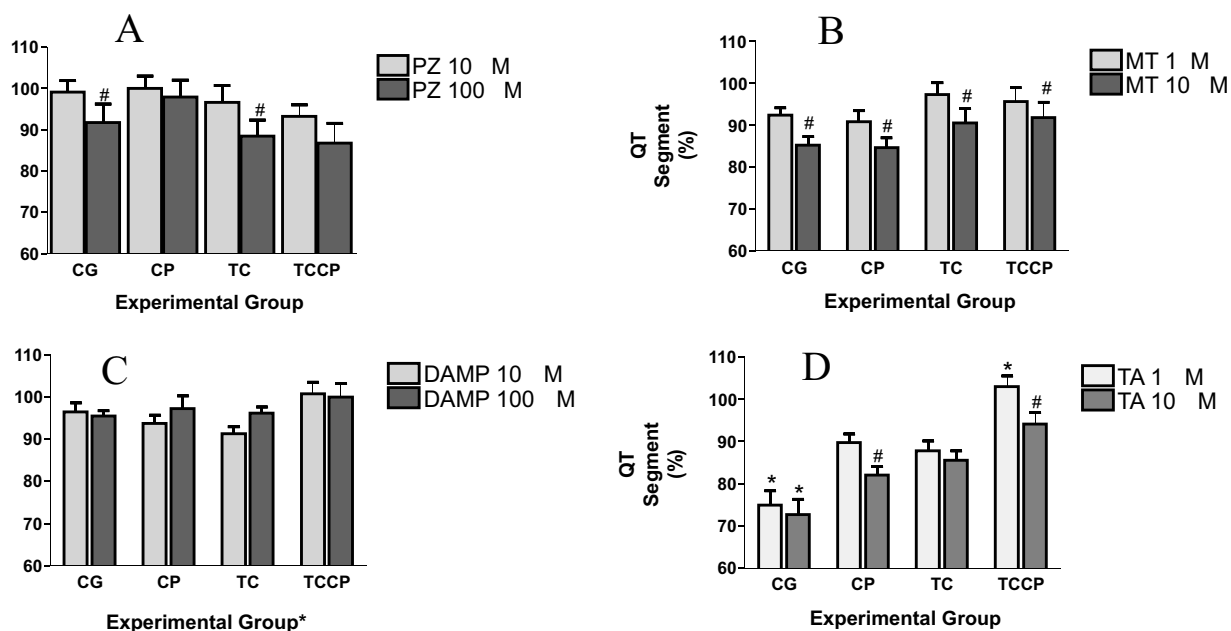 A
110
100
90
80
70
60
#
#
CG CP TC TCCP
Experimental Group
PZ 10 M
PZ 100 M
B
QT
Segment
(%)
110
100
90
80
70
60
#
#
#
#
CG CP TC TCCP
Experimental Group
MT 1 M
MT 10 M
C
110
100
90
80
70
60
CG CP TC TCCP
Experimental Group*
DAMP 10 M
DAMP 100 M
D
QT
Segment
(%)
110
100
90
80
70
60
* *
#
*
#
CG CP TC TCCP
Experimental Group
TA 1 M
TA 10 M